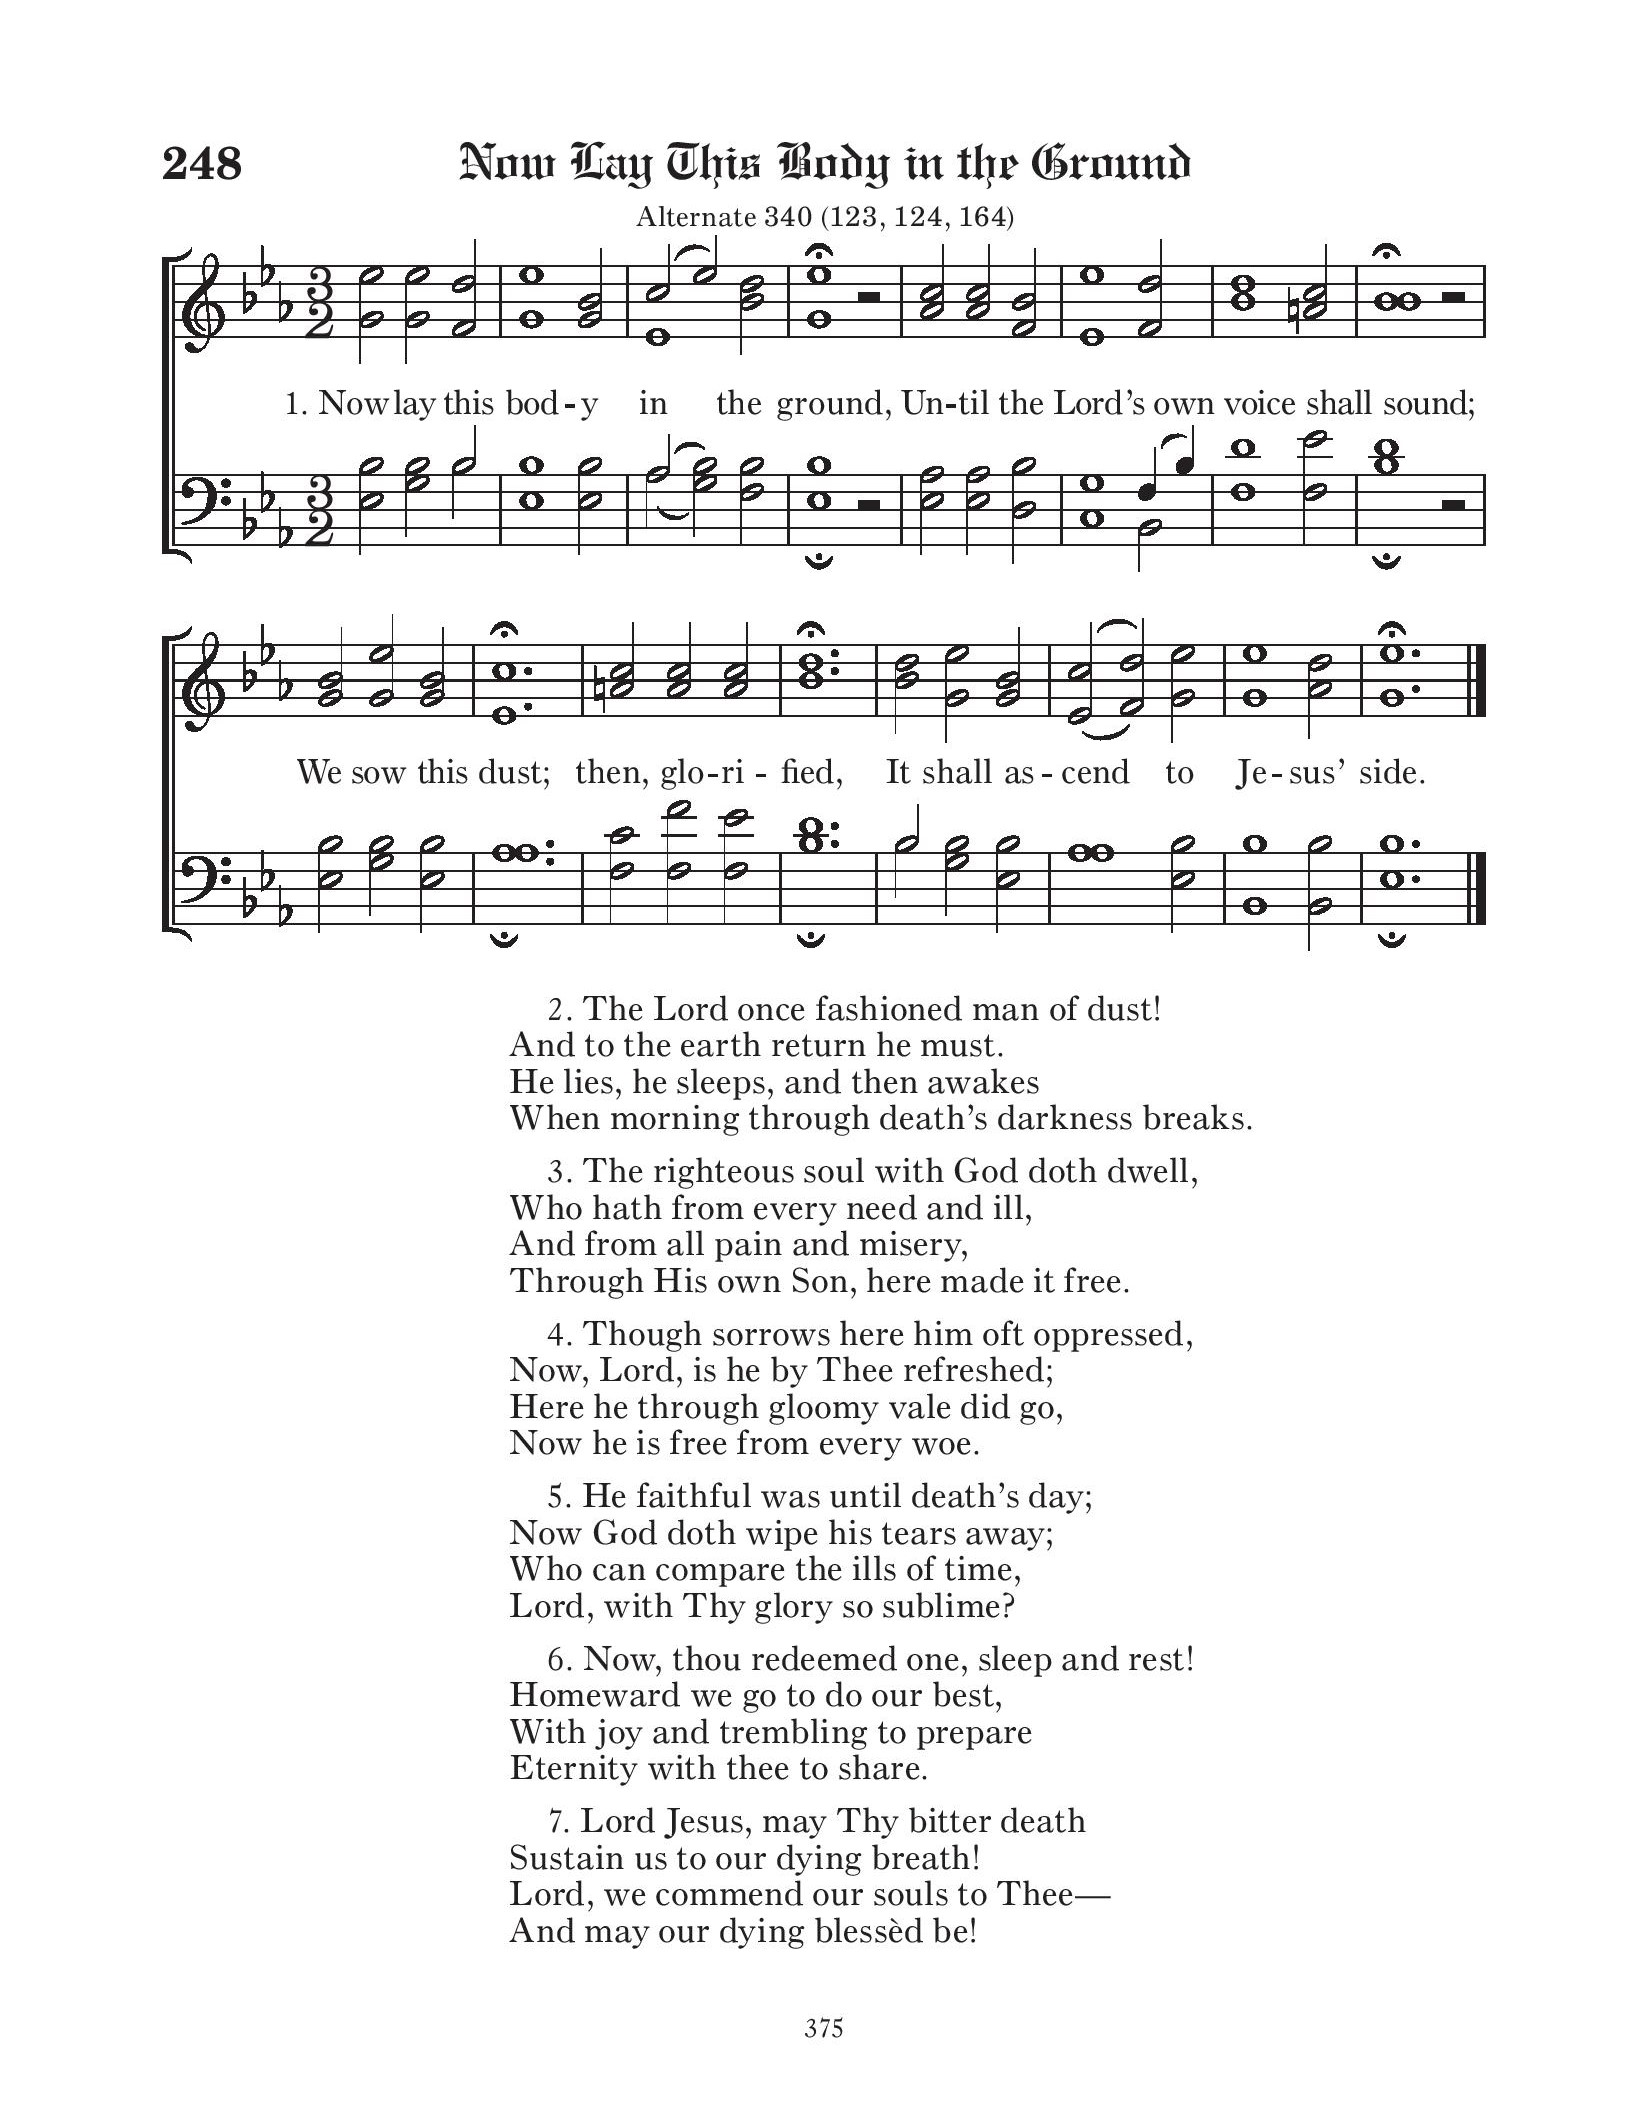 248 Now Lay This Body in the Ground
Alternate 340 (123, 124, 164)
1. Now lay this bod - y in the ground, Un-til the Lord’s own voice shall sound;
We sow this dust; then, glo-ri - fied, It shall as - cend to Je - sus’ side.
2. The Lord once fashioned man of dust!
And to the earth return he must.
He lies, he sleeps, and then awakes
When morning through death’s darkness breaks.
3. The righteous soul with God doth dwell,
Who hath from every need and ill,
And from all pain and misery,
Through His own Son, here made it free.
4. Though sorrows here him oft oppressed,
Now, Lord, is he by Thee refreshed;
Here he through gloomy vale did go,
Now he is free from every woe.
5. He faithful was until death’s day;
Now God doth wipe his tears away;
Who can compare the ills of time,
Lord, with Thy glory so sublime?
6. Now, thou redeemed one, sleep and rest!
Homeward we go to do our best,
With joy and trembling to prepare
Eternity with thee to share.
7. Lord Jesus, may Thy bitter death
Sustain us to our dying breath!
Lord, we commend our souls to Thee—
And may our dying blessèd be!
375